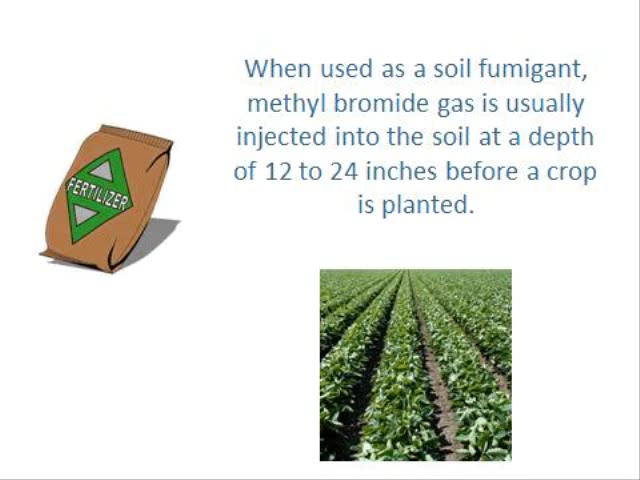 When used as a soil fumigant,
methyl bromide gas is usually
injected into the soil at a depth
of 12 to 24 inches before a crop
is planted.
FERTILIZER